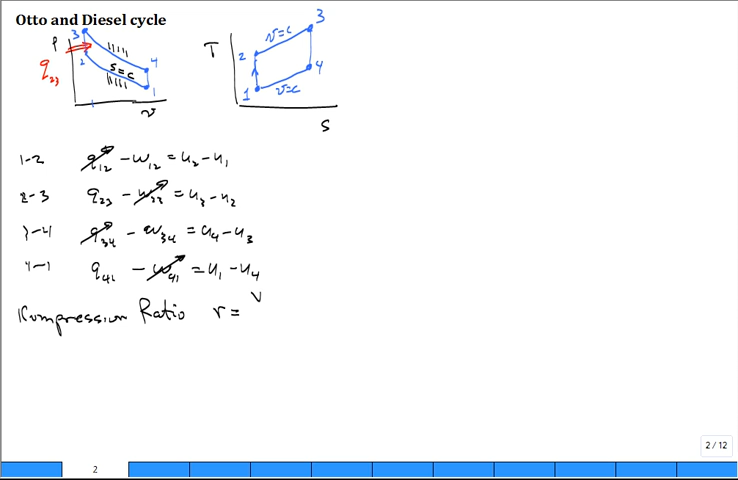 Otto and Diesel cycle
P 3 2 4 1 s=c v
q₂₃
T 2 v=c 3 4 1 v=c s
1-2 q₁₂ - w₁₂ = u₂ - u₁
2-3 q₂₃ - w₂₃ = u₃ - u₂
3-4 q₃₄ - w₃₄ = u₄ - u₃
4-1 q₄₁ - w₄₁ = u₁ - u₄
Kompression Ratio r = V
2 / 12
2